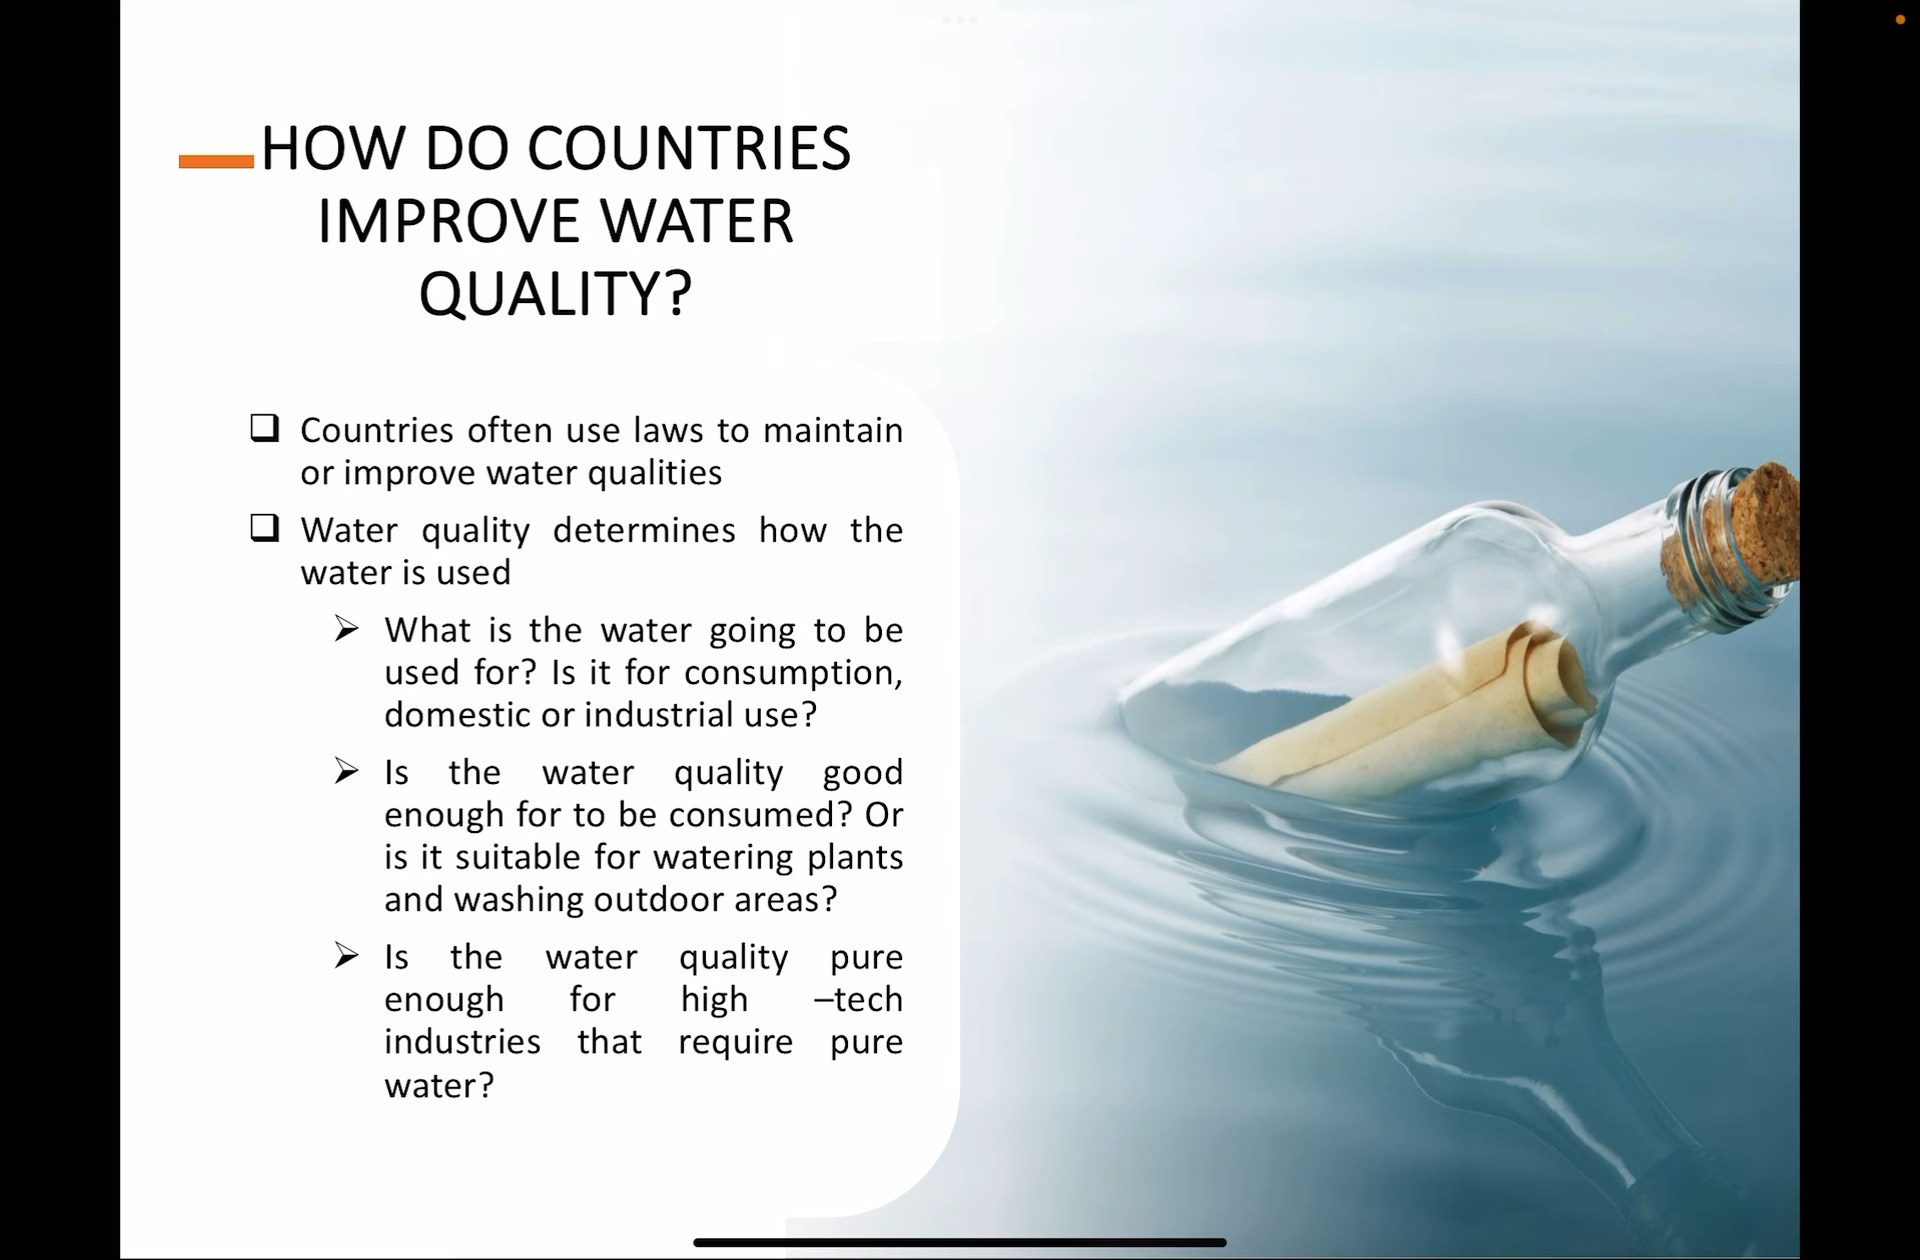 HOW DO COUNTRIES
IMPROVE WATER
QUALITY?
❑ Countries often use laws to maintain
or improve water qualities
❑ Water quality determines how the
water is used
➢ What is the water going to be
used for? Is it for consumption,
domestic or industrial use?
➢ Is the water quality good
enough for to be consumed? Or
is it suitable for watering plants
and washing outdoor areas?
➢ Is the water quality pure
enough for high –tech
industries that require pure
water?